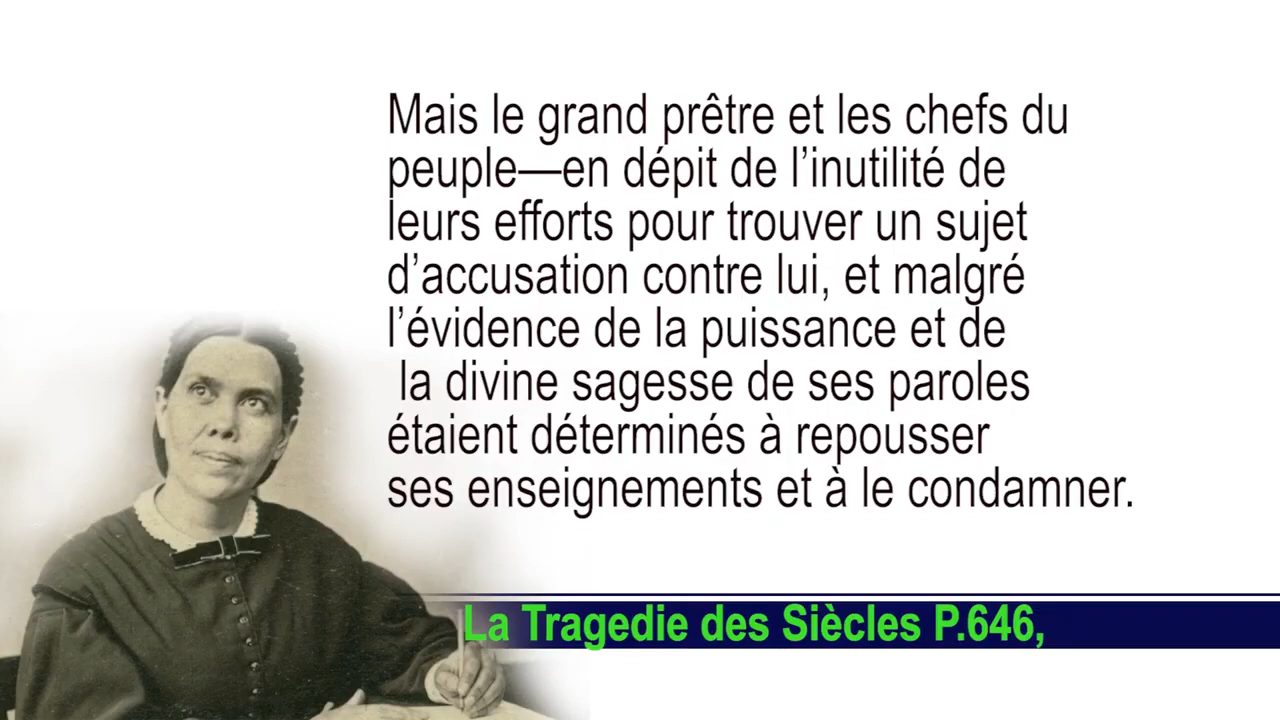 Mais le grand prêtre et les chefs du
peuple—en dépit de l’inutilité de
leurs efforts pour trouver un sujet
d’accusation contre lui, et malgré
l’évidence de la puissance et de
la divine sagesse de ses paroles
étaient déterminés à repousser
ses enseignements et à le condamner.
La Tragedie des Siècles P.646,